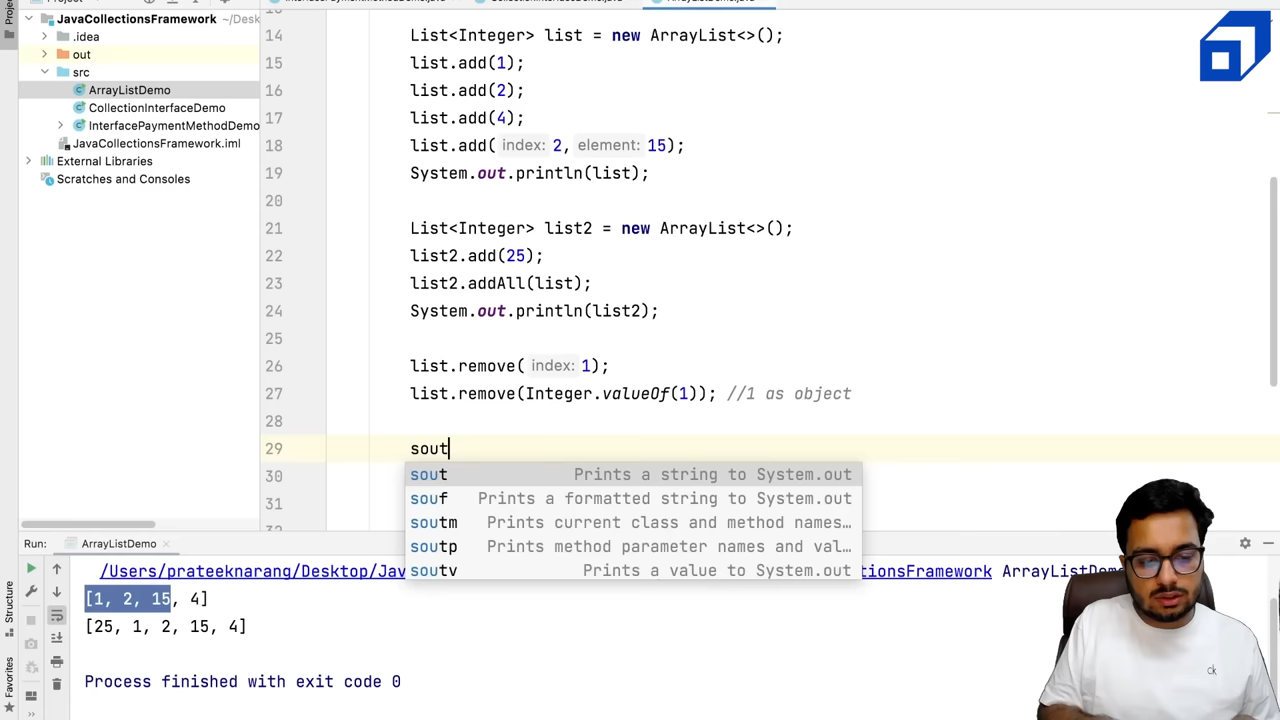 JavaCollectionsFramework ~/Desk
.idea
out
src
ArrayListDemo
CollectionInterfaceDemo
InterfacePaymentMethodDemo
JavaCollectionsFramework.iml
External Libraries
Scratches and Consoles
14 List<Integer> list = new ArrayList<>();
15 list.add(1);
16 list.add(2);
17 list.add(4);
18 list.add( index: 2, element: 15);
19 System.out.println(list);
20
21 List<Integer> list2 = new ArrayList<>();
22 list2.add(25);
23 list2.addAll(list);
24 System.out.println(list2);
25
26 list.remove( index: 1);
27 list.remove(Integer.valueOf(1)); //1 as object
28
29 sout
30
31
sout Prints a string to System.out
souf Prints a formatted string to System.out
soutm Prints current class and method names…
soutp Prints method parameter names and val…
soutv Prints a value to System.out
Run: ArrayListDemo
/Users/prateeknarang/Desktop/Jav
ctionsFramework ArrayListDem
[1, 2, 15, 4]
[25, 1, 2, 15, 4]
Process finished with exit code 0
Structure
Favorites
ck